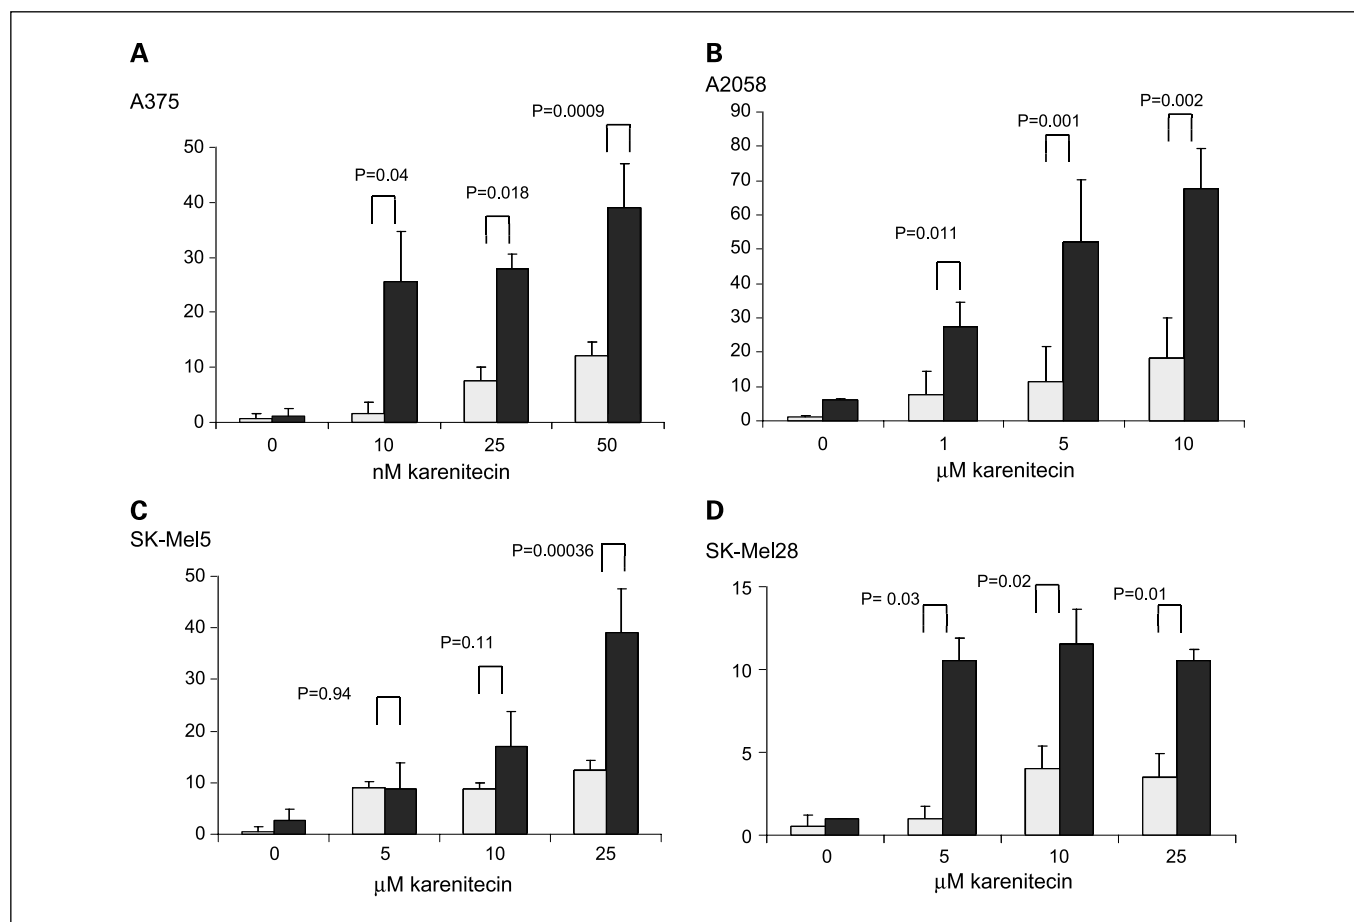 A
A375
P=0.0009
P=0.04
P=0.018
50
40
30
20
10
0
0 10 25 50
nM karenitecin
B
A2058
P=0.002
P=0.001
P=0.011
90
80
70
60
50
40
30
20
10
0
0 1 5 10
μM karenitecin
C
SK-Mel5
P=0.00036
P=0.11
P=0.94
50
40
30
20
10
0
0 5 10 25
μM karenitecin
D
SK-Mel28
P= 0.03
P=0.02
P=0.01
15
10
5
0
0 5 10 25
μM karenitecin